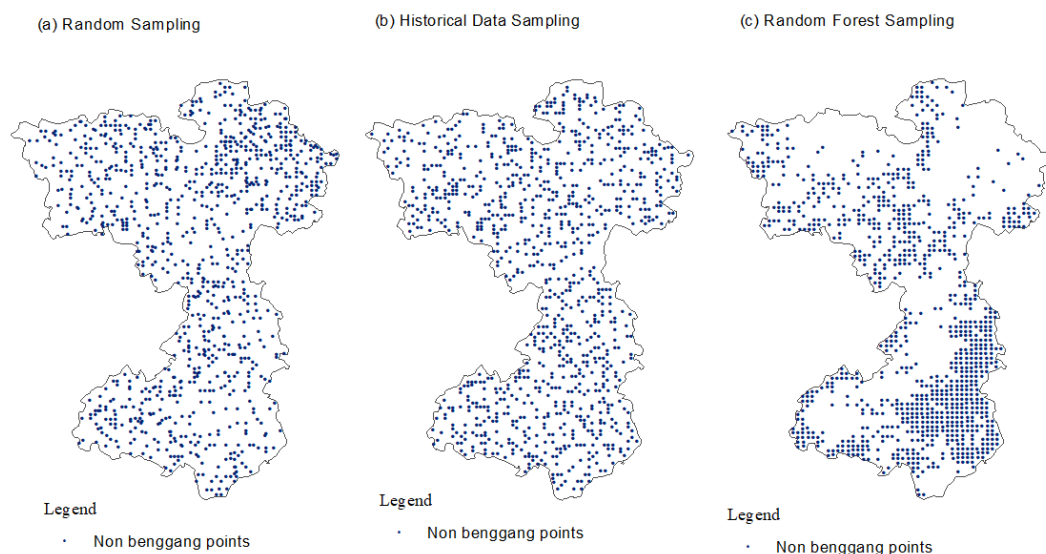 (a) Random Sampling
(b) Historical Data Sampling
(c) Random Forest Sampling
Legend
Non benggang points
Legend
Non benggang points
Legend
Non benggang points